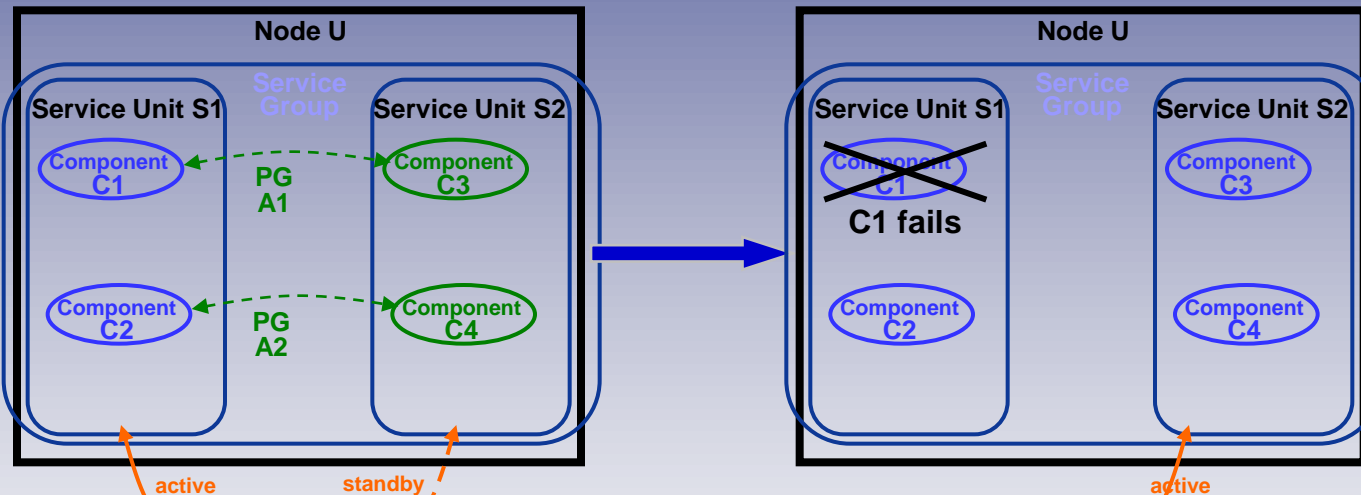 Node U
Service
Group
Service Unit S1
Service Unit S2
Component
C1
Component
C3
PG
A1
Component
C2
Component
C4
PG
A2
active
standby
Node U
Service
Group
Service Unit S1
Service Unit S2
Component
C1
Component
C3
C1 fails
Component
C2
Component
C4
active